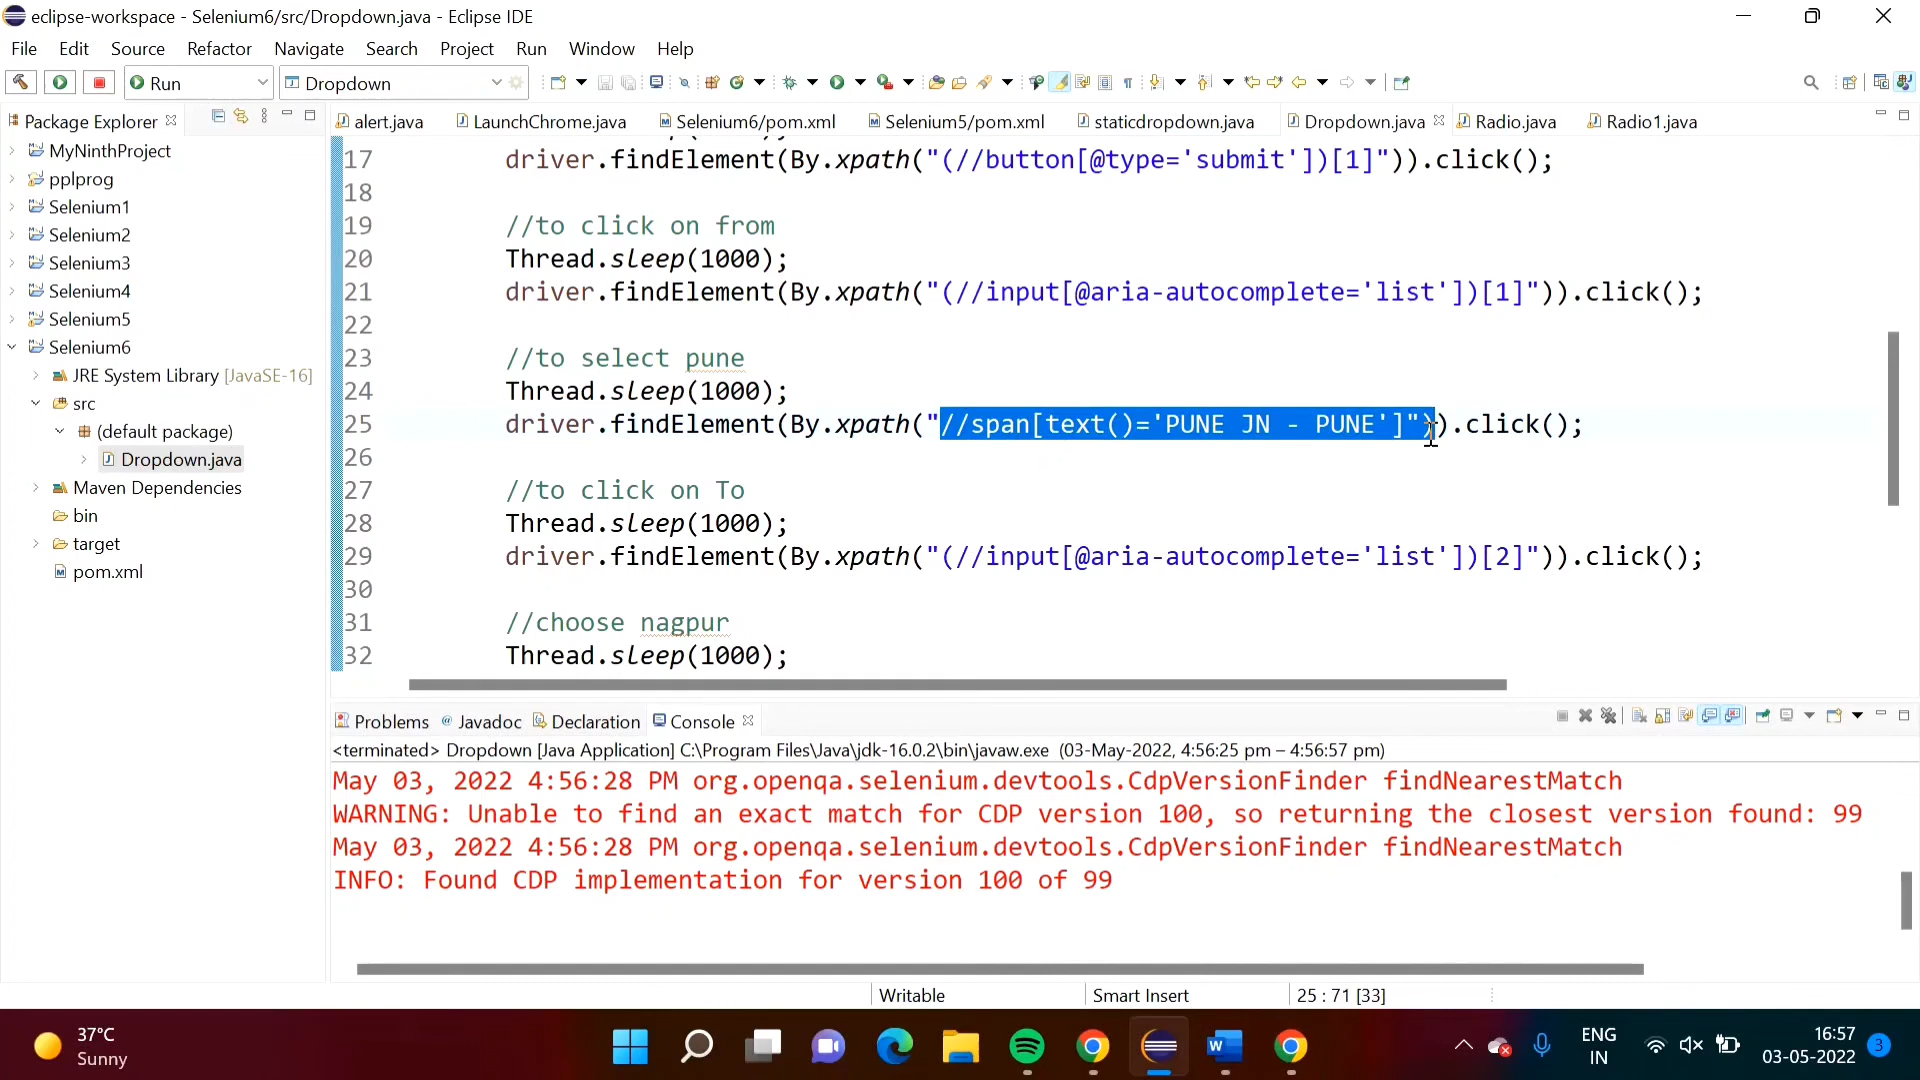 eclipse-workspace - Selenium6/src/Dropdown.java - Eclipse IDE
File Edit Source Refactor Navigate Search Project Run Window Help
Run Dropdown
Package Explorer
alert.java LaunchChrome.java Selenium6/pom.xml Selenium5/pom.xml staticdropdown.java Dropdown.java Radio.java Radio1.java
MyNinthProject
pplprog
Selenium1
Selenium2
Selenium3
Selenium4
Selenium5
Selenium6
JRE System Library [JavaSE-16]
src
(default package)
Dropdown.java
Maven Dependencies
bin
target
pom.xml
17 driver.findElement(By.xpath("(//button[@type='submit'])[1]")).click();
18
19 //to click on from
20 Thread.sleep(1000);
21 driver.findElement(By.xpath("(//input[@aria-autocomplete='list'])[1]")).click();
22
23 //to select pune
24 Thread.sleep(1000);
25 driver.findElement(By.xpath("//span[text()='PUNE JN - PUNE']")).click();
26
27 //to click on To
28 Thread.sleep(1000);
29 driver.findElement(By.xpath("(//input[@aria-autocomplete='list'])[2]")).click();
30
31 //choose nagpur
32 Thread.sleep(1000);
Problems Javadoc Declaration Console
<terminated> Dropdown [Java Application] C:\Program Files\Java\jdk-16.0.2\bin\javaw.exe (03-May-2022, 4:56:25 pm – 4:56:57 pm)
May 03, 2022 4:56:28 PM org.openqa.selenium.devtools.CdpVersionFinder findNearestMatch
WARNING: Unable to find an exact match for CDP version 100, so returning the closest version found: 99
May 03, 2022 4:56:28 PM org.openqa.selenium.devtools.CdpVersionFinder findNearestMatch
INFO: Found CDP implementation for version 100 of 99
Writable Smart Insert 25 : 71 [33]
37°C
Sunny
ENG
IN
16:57
03-05-2022
3